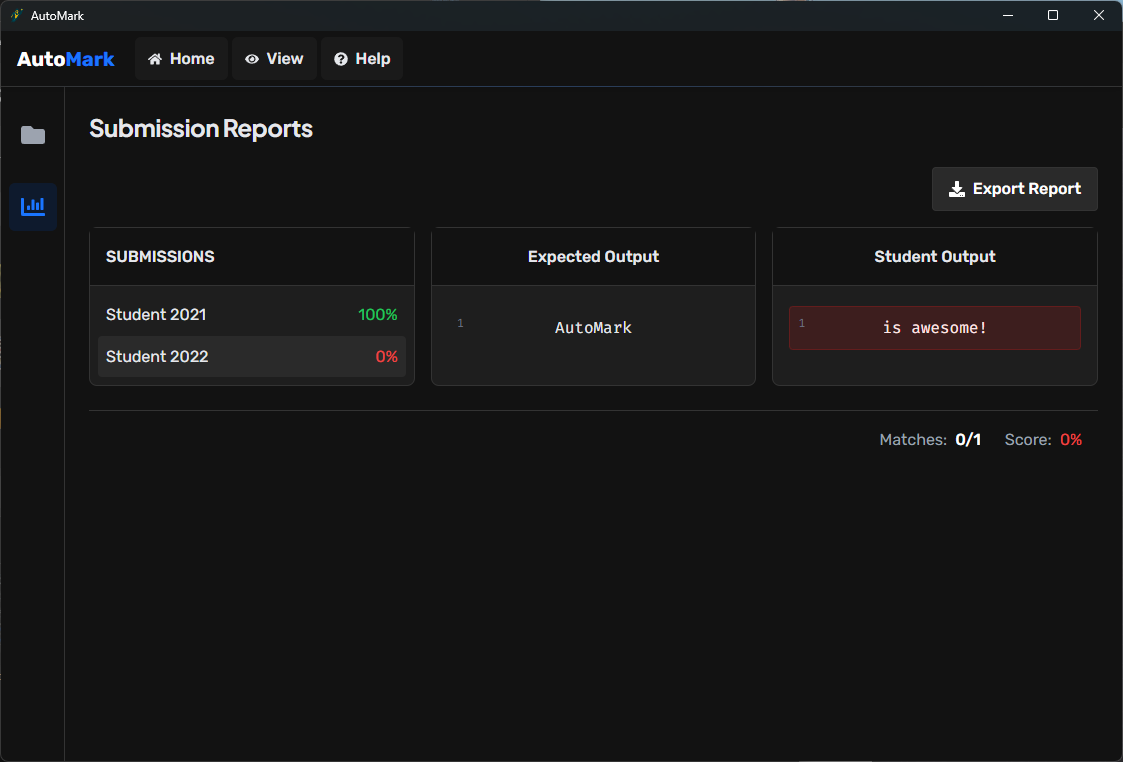 AutoMark
AutoMark Home View Help
Submission Reports
Export Report
SUBMISSIONS
Student 2021 100%
Student 2022 0%
Expected Output
1 AutoMark
Student Output
1 is awesome!
Matches: 0/1 Score: 0%